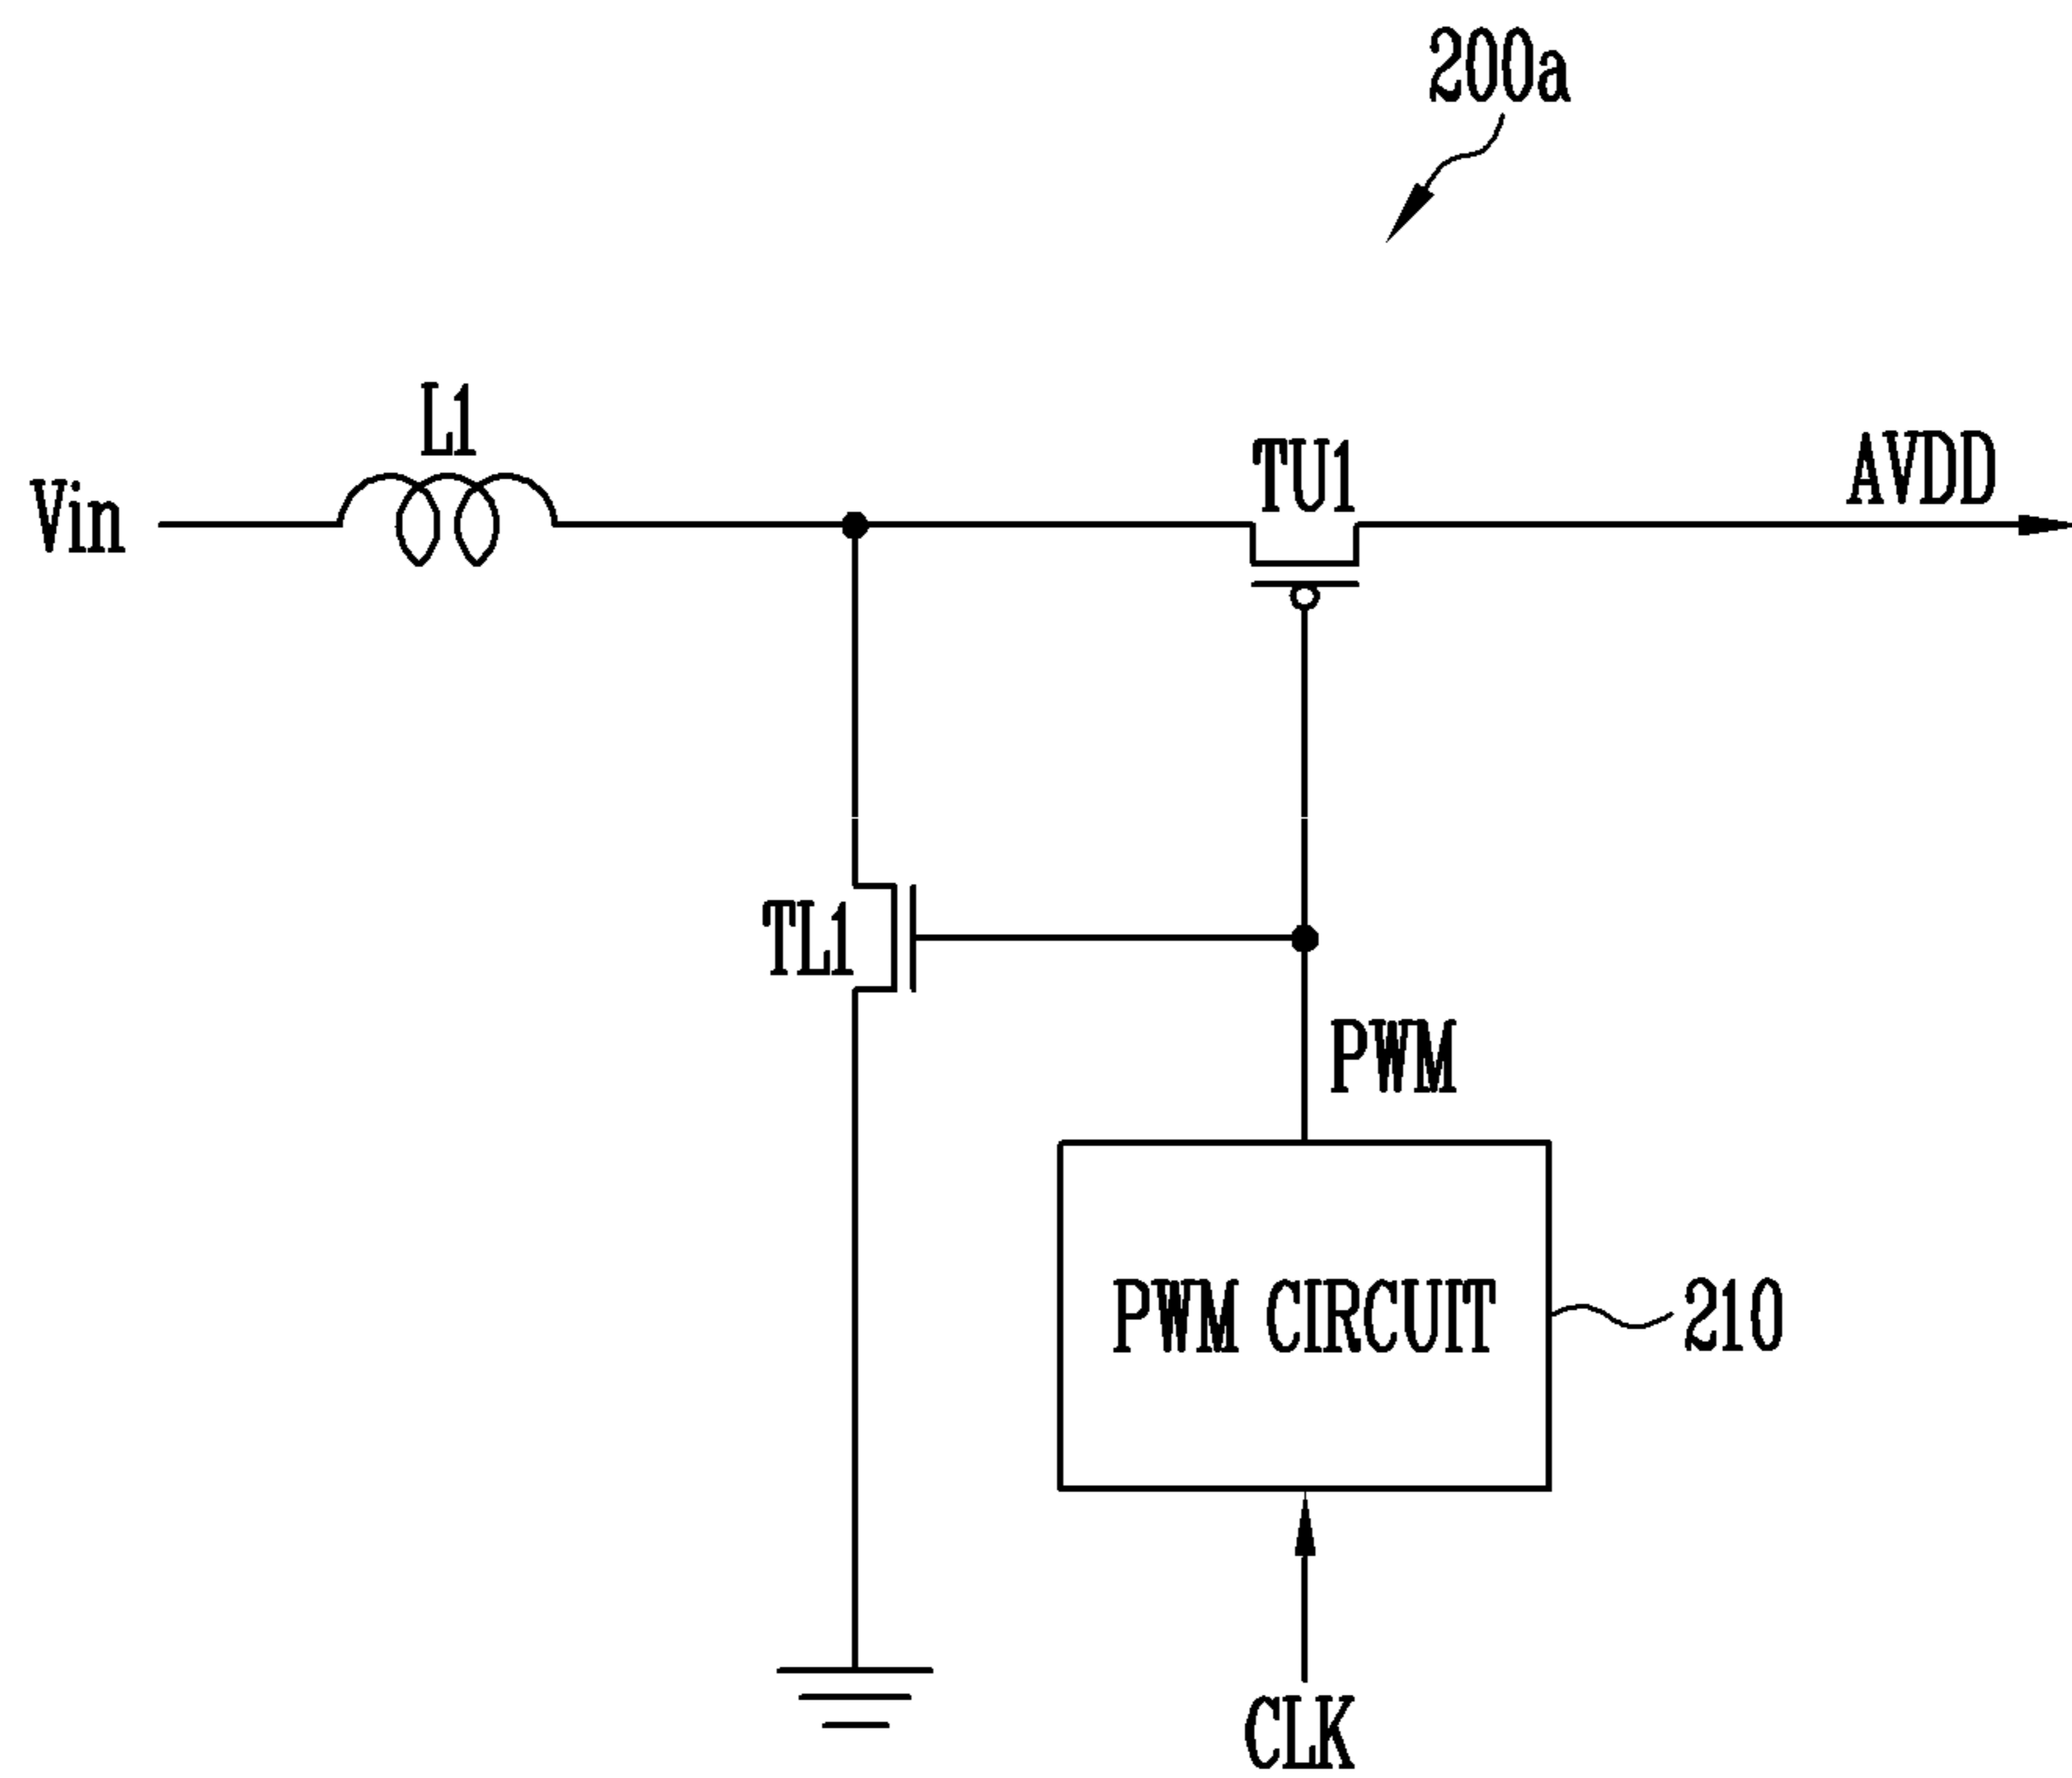 200a
L1
TU1
AVDD
Vin
TL1
PWM
PWM CIRCUIT
210
CLK